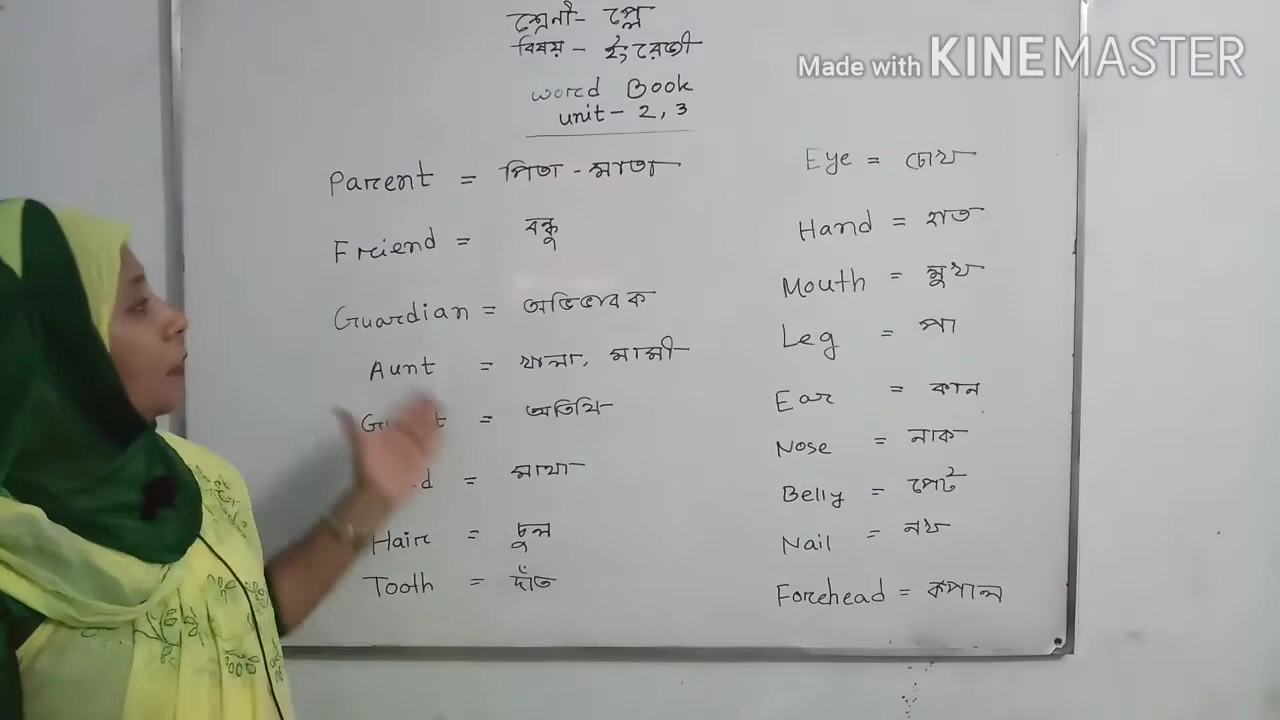 শ্রেনী- প্লে
বিষয় - ইংরেজী
Word Book
unit- 2, 3
Parent = পিতা - মাতা
Friend = বন্ধু
Guardian = অভিভাবক
Aunt = খালা, মামী
= অতিথি
= মাথা
Hair = চুল
Tooth = দাঁত
Eye = চোখ
Hand = হাত
Mouth = মুখ
Leg = পা
Ear = কান
Nose = নাক
Belly = পেট
Nail = নখ
Forehead = কপাল
Made with KINEMASTER